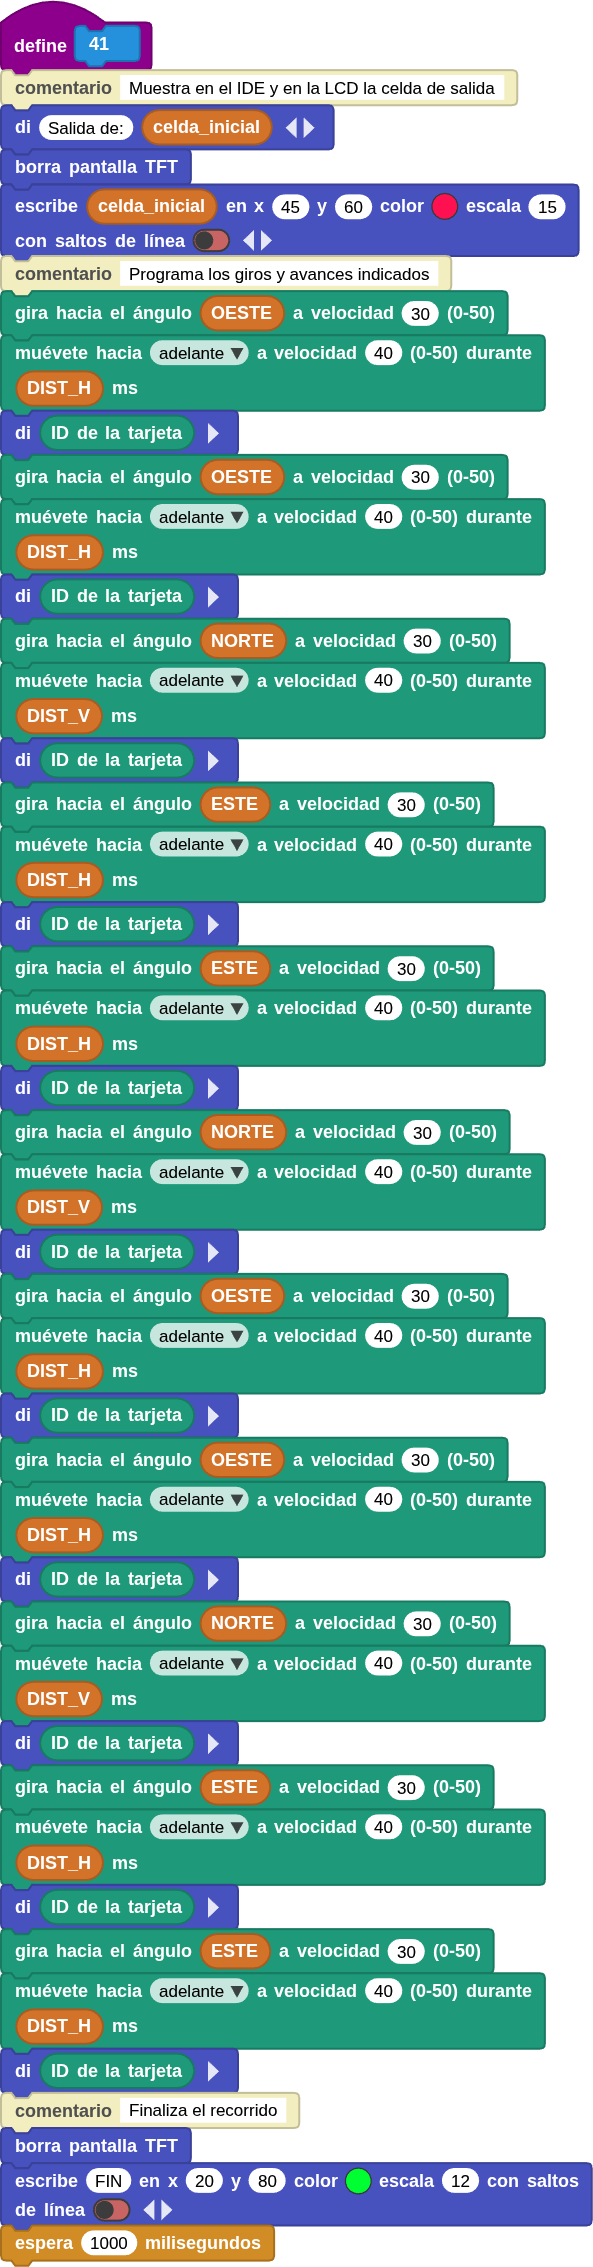 define 41
comentario Muestra en el IDE y en la LCD la celda de salida
di Salida de: celda_inicial
borra pantalla TFT
escribe celda_inicial en x 45 y 60 color escala 15
con saltos de línea
comentario Programa los giros y avances indicados
gira hacia el ángulo OESTE a velocidad 30 (0-50)
muévete hacia adelante a velocidad 40 (0-50) durante
DIST_H ms
di ID de la tarjeta
gira hacia el ángulo OESTE a velocidad 30 (0-50)
muévete hacia adelante a velocidad 40 (0-50) durante
DIST_H ms
di ID de la tarjeta
gira hacia el ángulo NORTE a velocidad 30 (0-50)
muévete hacia adelante a velocidad 40 (0-50) durante
DIST_V ms
di ID de la tarjeta
gira hacia el ángulo ESTE a velocidad 30 (0-50)
muévete hacia adelante a velocidad 40 (0-50) durante
DIST_H ms
di ID de la tarjeta
gira hacia el ángulo ESTE a velocidad 30 (0-50)
muévete hacia adelante a velocidad 40 (0-50) durante
DIST_H ms
di ID de la tarjeta
gira hacia el ángulo NORTE a velocidad 30 (0-50)
muévete hacia adelante a velocidad 40 (0-50) durante
DIST_V ms
di ID de la tarjeta
gira hacia el ángulo OESTE a velocidad 30 (0-50)
muévete hacia adelante a velocidad 40 (0-50) durante
DIST_H ms
di ID de la tarjeta
gira hacia el ángulo OESTE a velocidad 30 (0-50)
muévete hacia adelante a velocidad 40 (0-50) durante
DIST_H ms
di ID de la tarjeta
gira hacia el ángulo NORTE a velocidad 30 (0-50)
muévete hacia adelante a velocidad 40 (0-50) durante
DIST_V ms
di ID de la tarjeta
gira hacia el ángulo ESTE a velocidad 30 (0-50)
muévete hacia adelante a velocidad 40 (0-50) durante
DIST_H ms
di ID de la tarjeta
gira hacia el ángulo ESTE a velocidad 30 (0-50)
muévete hacia adelante a velocidad 40 (0-50) durante
DIST_H ms
di ID de la tarjeta
comentario Finaliza el recorrido
borra pantalla TFT
escribe FIN en x 20 y 80 color escala 12 con saltos
de línea
espera 1000 milisegundos